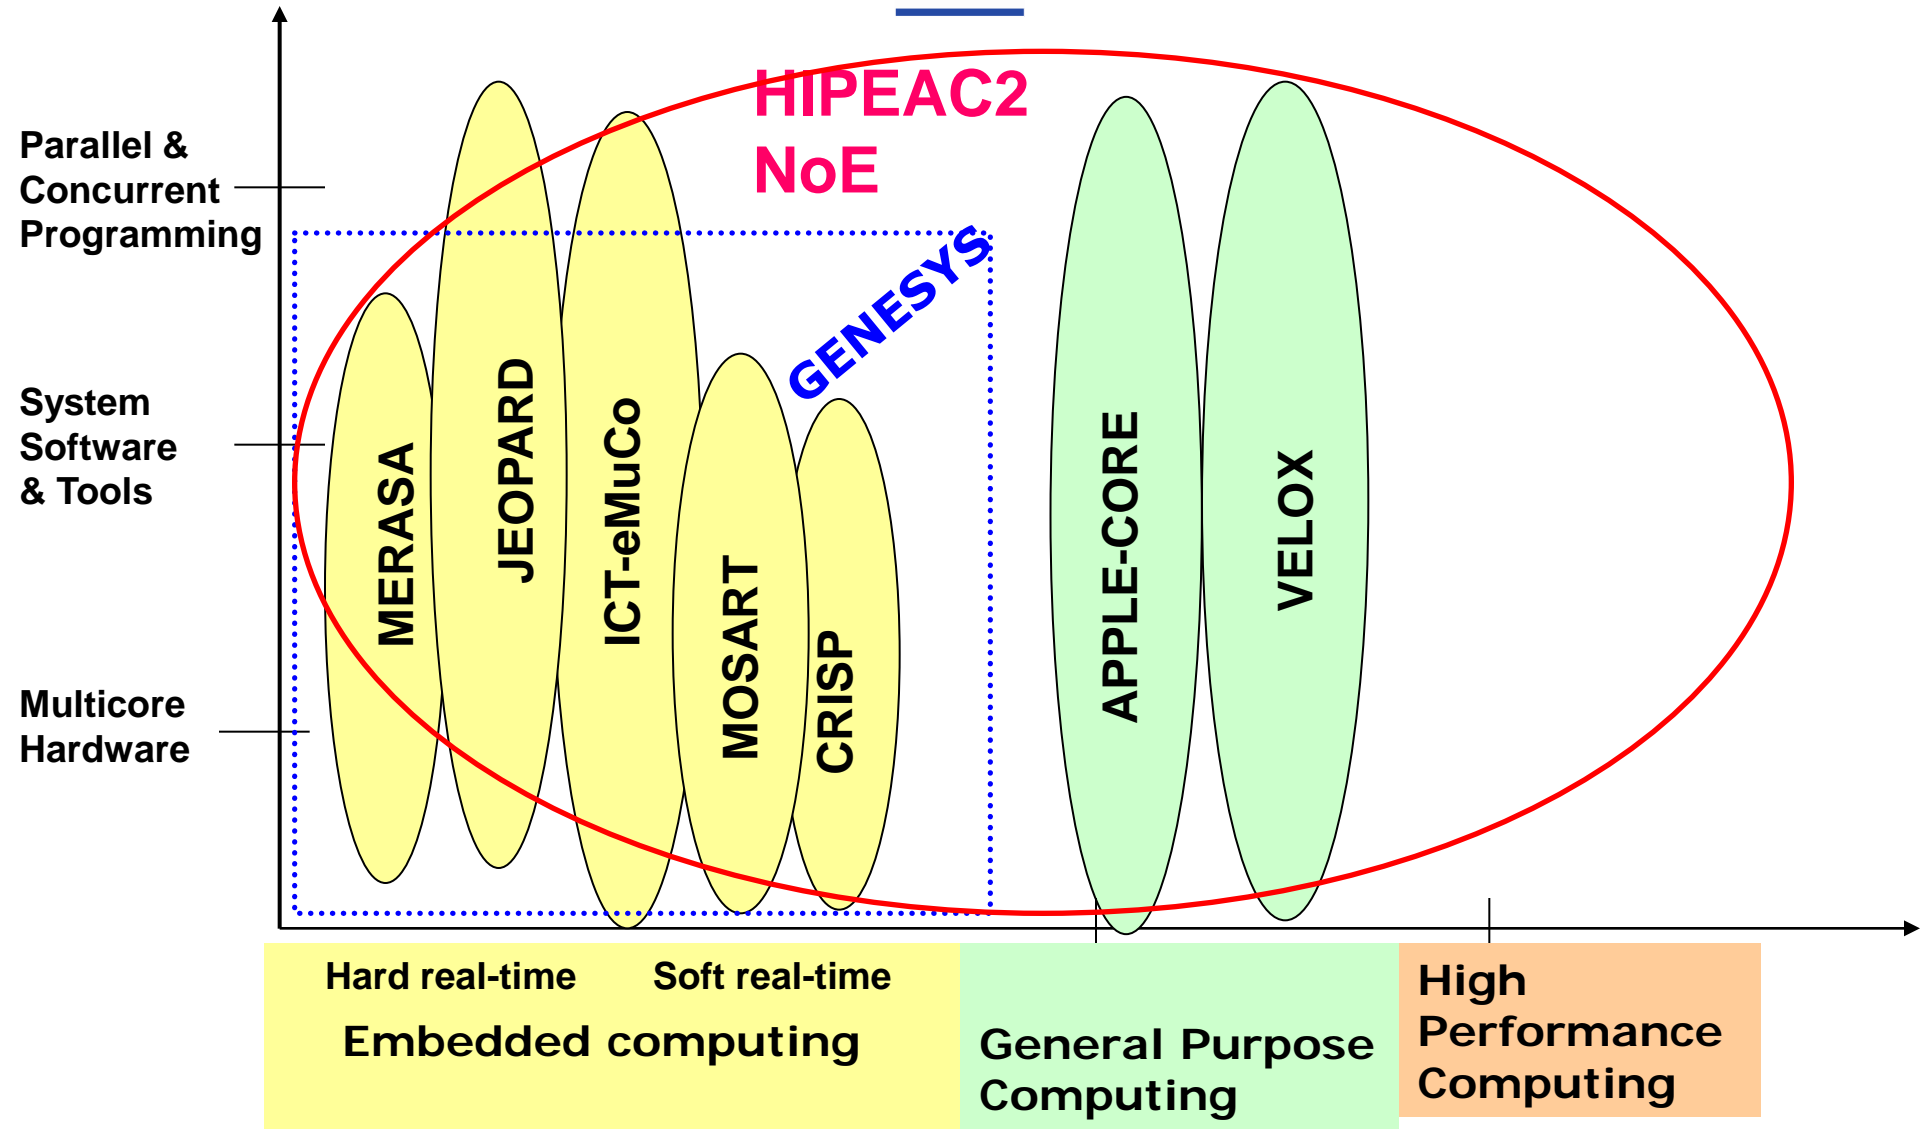 HIPEAC2
NoE
Parallel &
Concurrent
Programming
GENESYS
System
Software
& Tools
Multicore
Hardware
MERASA
JEOPARD
ICT-eMuCo
MOSART
CRISP
APPLE-CORE
VELOX
Hard real-time
Soft real-time
Embedded computing
General Purpose
Computing
High
Performance
Computing